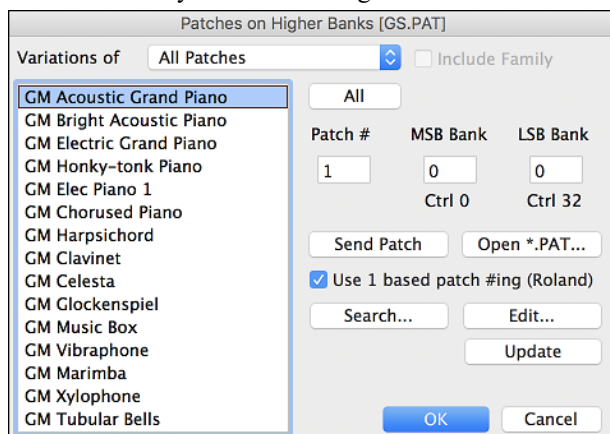 Patches on Higher Banks [GS.PAT]
Variations of All Patches Include Family
GM Acoustic Grand Piano
GM Bright Acoustic Piano
GM Electric Grand Piano
GM Honky-tonk Piano
GM Elec Piano 1
GM Chorused Piano
GM Harpsichord
GM Clavinet
GM Celesta
GM Glockenspiel
GM Music Box
GM Vibraphone
GM Marimba
GM Xylophone
GM Tubular Bells
All
Patch # MSB Bank LSB Bank
1 0 0
Ctrl 0 Ctrl 32
Send Patch Open *.PAT...
Use 1 based patch #ing (Roland)
Search... Edit...
Update
OK Cancel